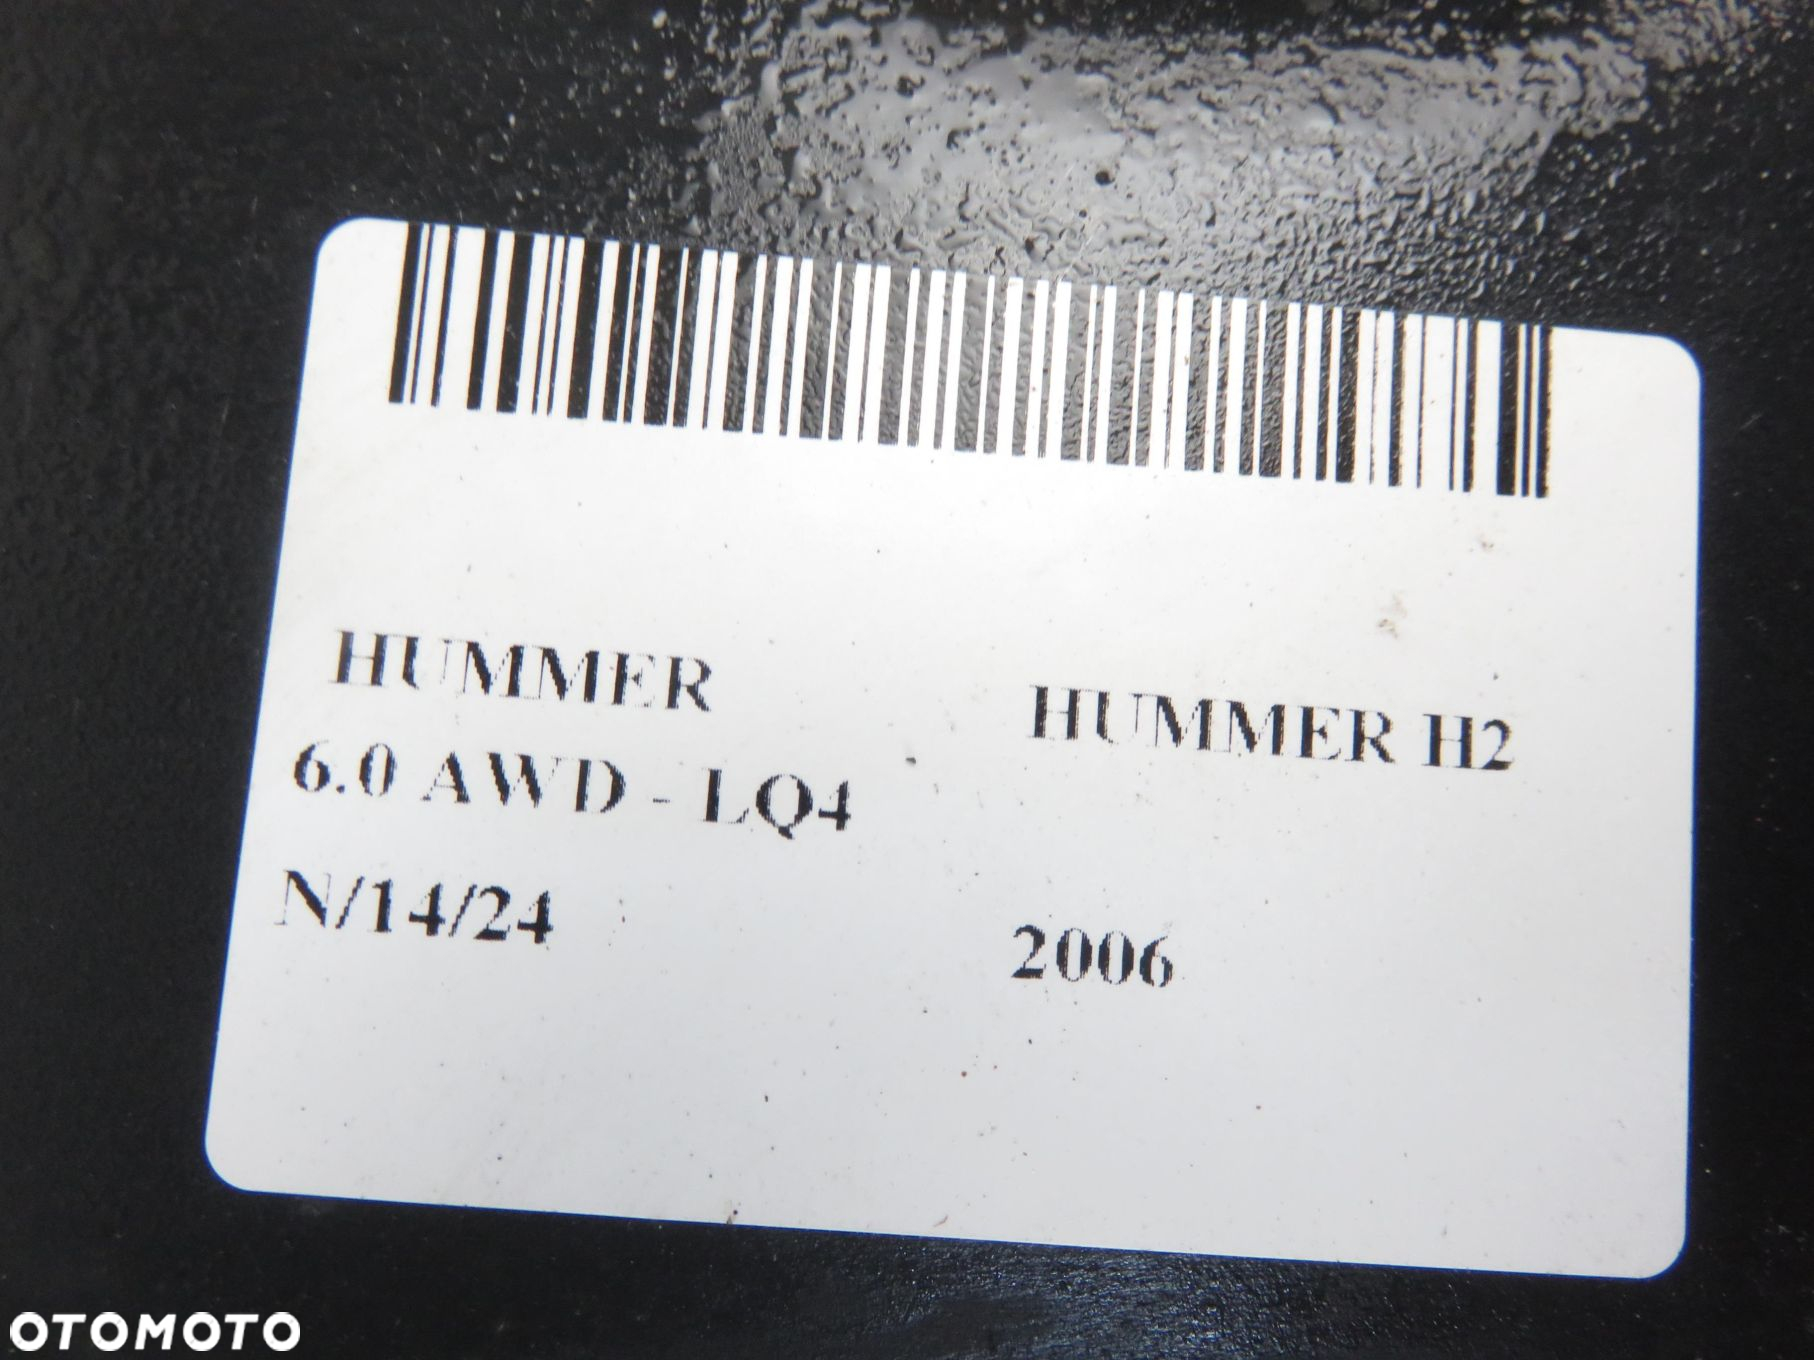 HUMMER
HUMMER H2
6.0 AWD - LQ4
N/14/24
2006
OTOMOTO